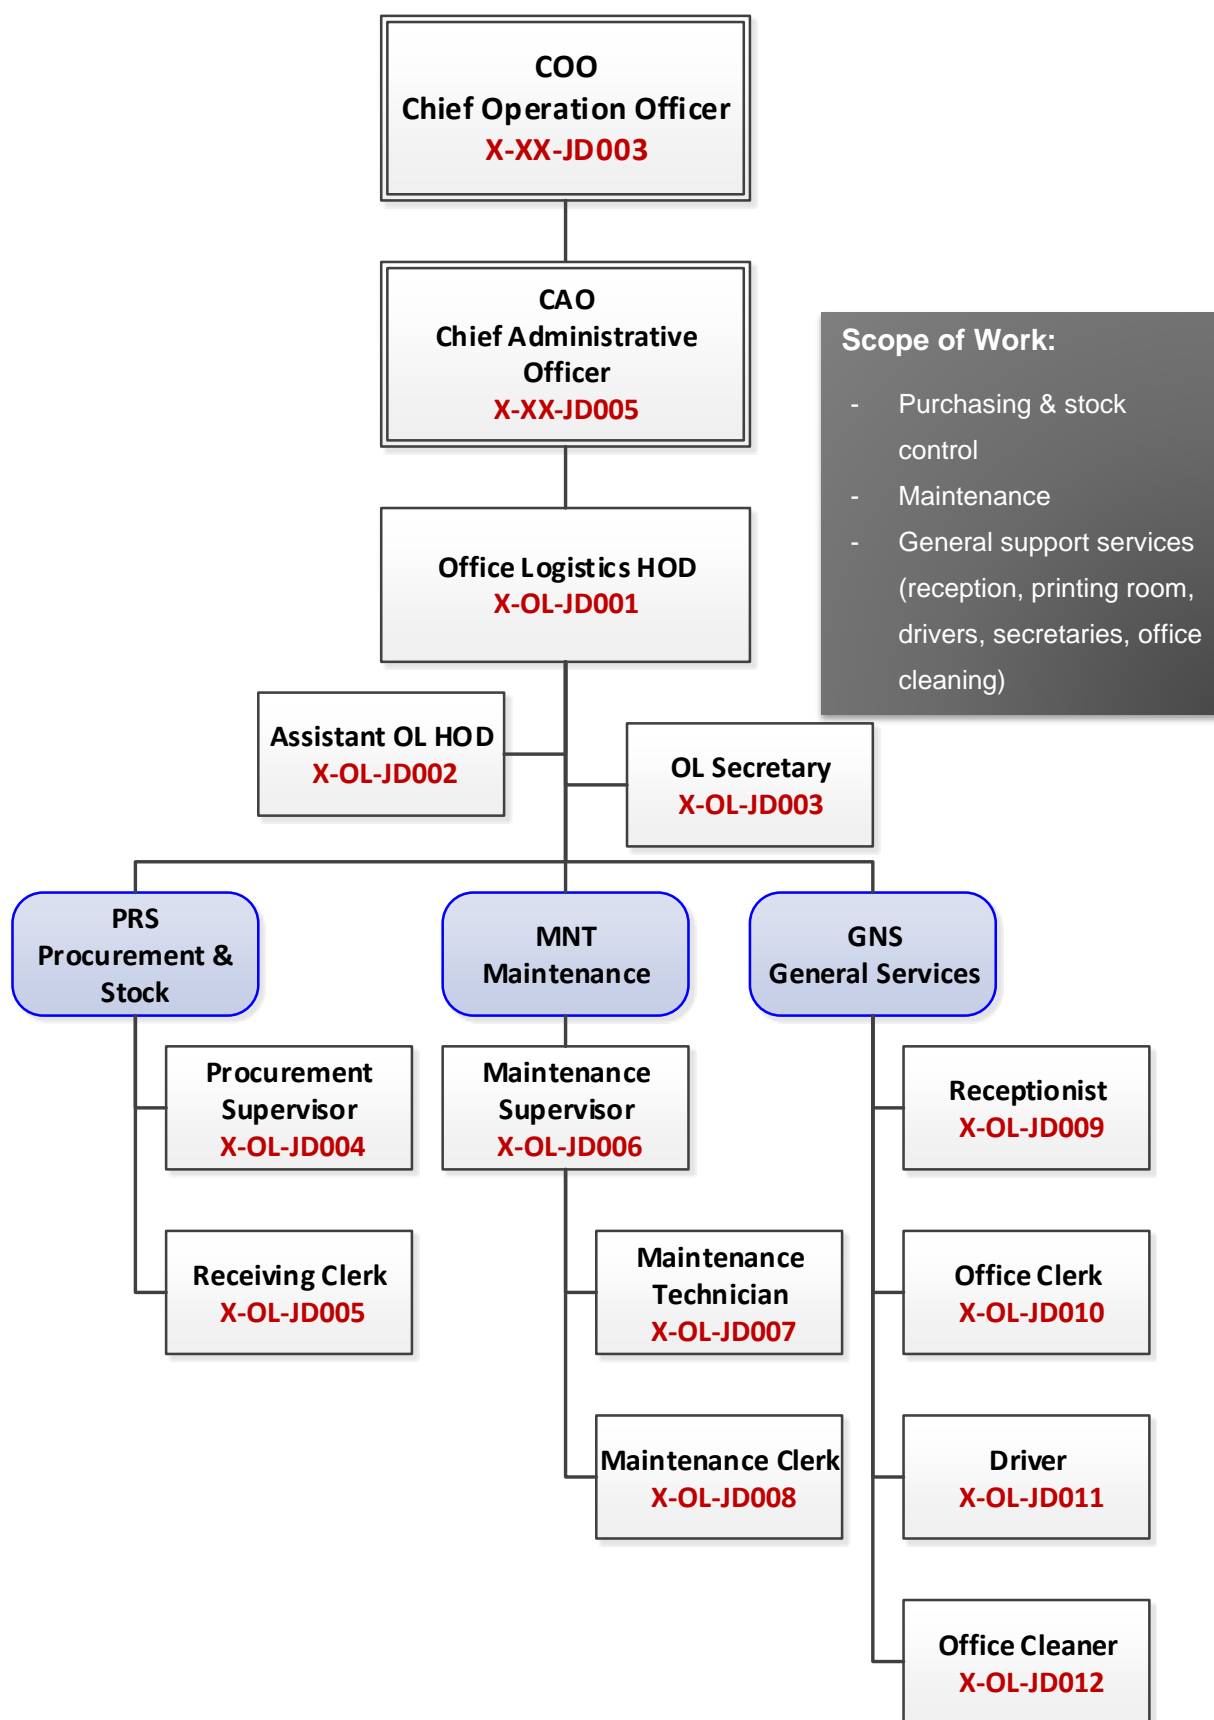 COO
Chief Operation Officer
X-XX-JD003
CAO
Chief Administrative
Officer
X-XX-JD005
Scope of Work:
- Purchasing & stock
control
- Maintenance
- General support services
(reception, printing room,
drivers, secretaries, office
cleaning)
Office Logistics HOD
X-OL-JD001
Assistant OL HOD
X-OL-JD002
OL Secretary
X-OL-JD003
PRS
Procurement &
Stock
MNT
Maintenance
GNS
General Services
Procurement
Supervisor
X-OL-JD004
Receiving Clerk
X-OL-JD005
Maintenance
Supervisor
X-OL-JD006
Maintenance
Technician
X-OL-JD007
Maintenance Clerk
X-OL-JD008
Receptionist
X-OL-JD009
Office Clerk
X-OL-JD010
Driver
X-OL-JD011
Office Cleaner
X-OL-JD012